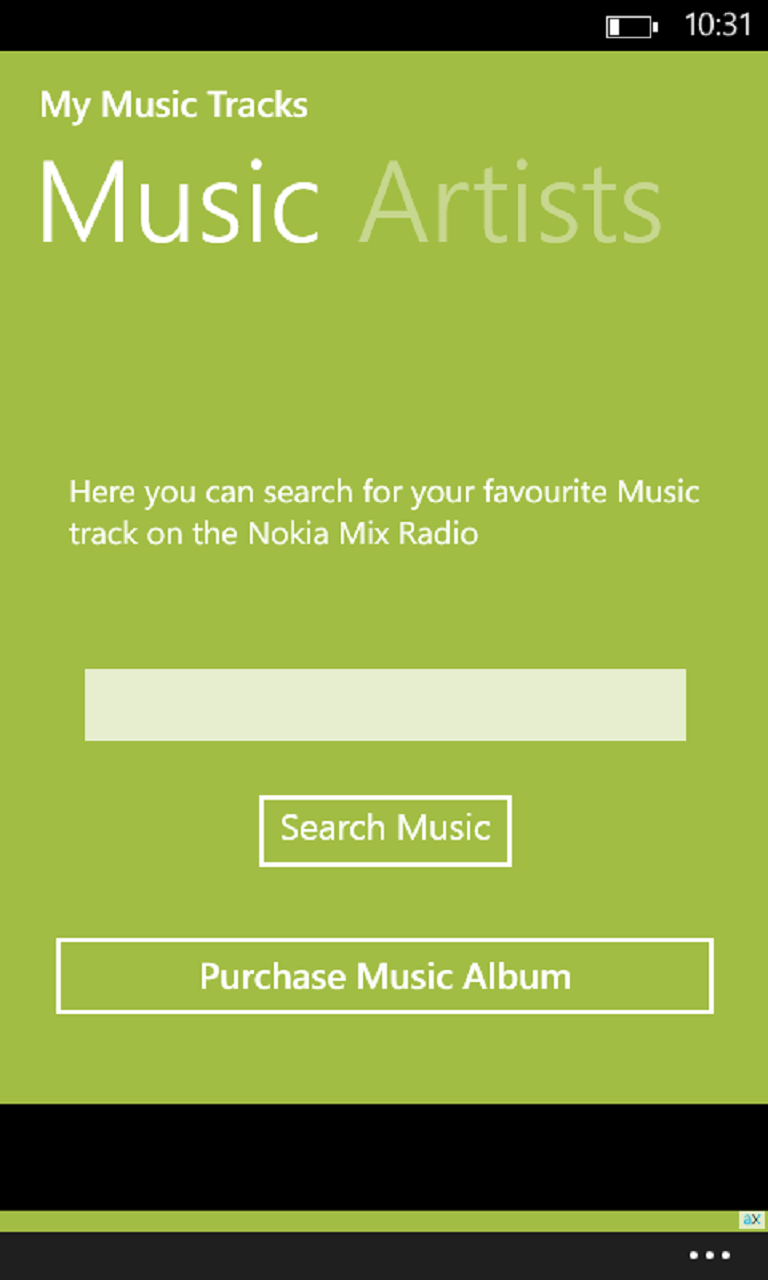 10:31
My Music Tracks
Music Artists
Here you can search for your favourite Music
track on the Nokia Mix Radio
Search Music
Purchase Music Album
ax